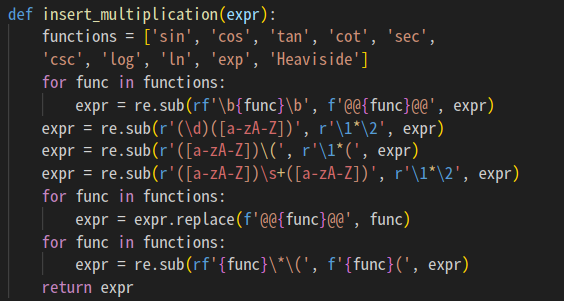 def insert_multiplication(expr):
    functions = ['sin', 'cos', 'tan', 'cot', 'sec',
    'csc', 'log', 'ln', 'exp', 'Heaviside']
    for func in functions:
        expr = re.sub(rf'\b{func}\b', f'@@{func}@@', expr)
    expr = re.sub(r'(\d)([a-zA-Z])', r'\1*\2', expr)
    expr = re.sub(r'([a-zA-Z])\(', r'\1*(', expr)
    expr = re.sub(r'([a-zA-Z])\s+([a-zA-Z])', r'\1*\2', expr)
    for func in functions:
        expr = expr.replace(f'@@{func}@@', func)
    for func in functions:
        expr = re.sub(rf'{func}\*\(', f'{func}(', expr)
    return expr